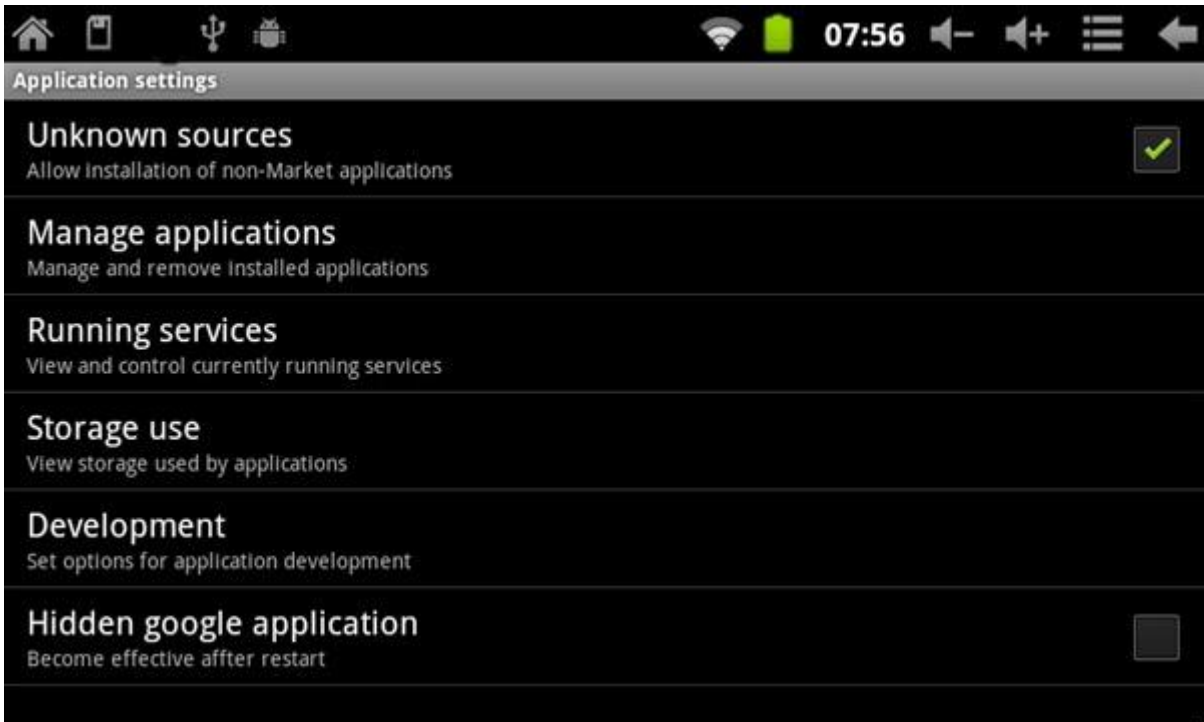 07:56
Application settings
Unknown sources
Allow installation of non-Market applications
Manage applications
Manage and remove installed applications
Running services
View and control currently running services
Storage use
View storage used by applications
Development
Set options for application development
Hidden google application
Become effective affter restart